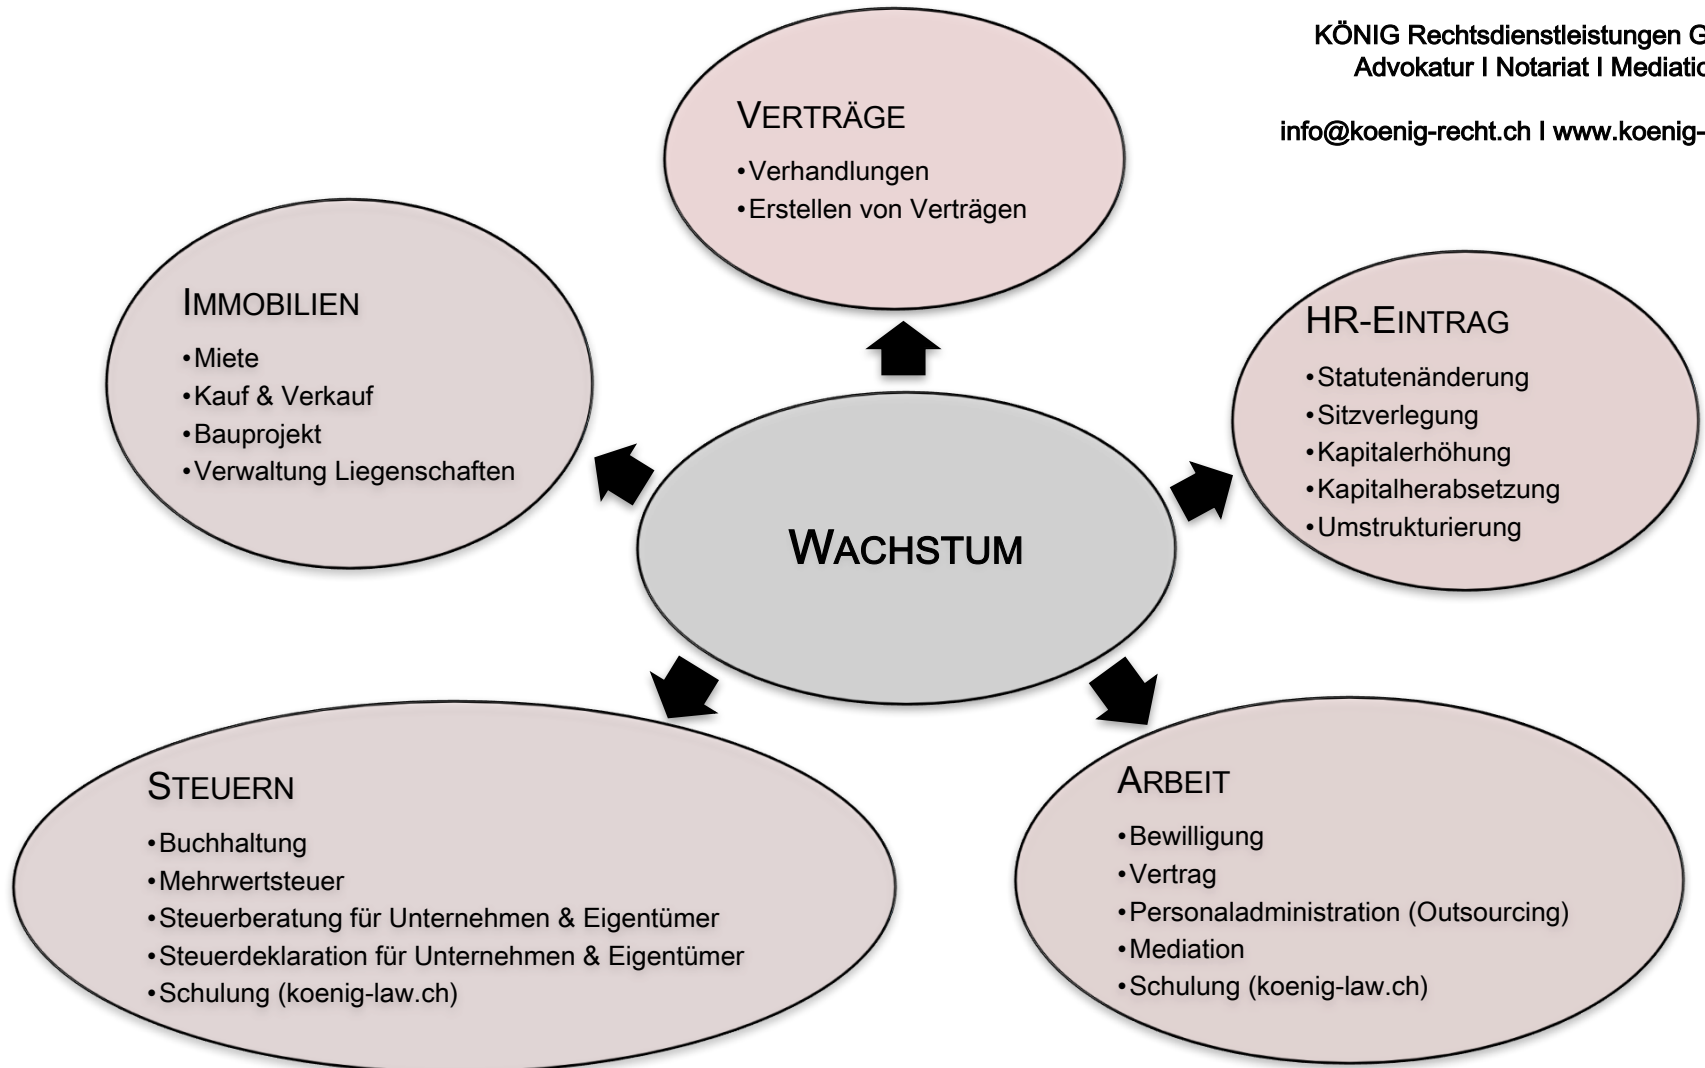 KÖNIG Rechtsdienstleistungen G
Advokatur I Notariat I Mediatio
info@koenig-recht.ch I www.koenig-
VERTRÄGE
•Verhandlungen
•Erstellen von Verträgen
IMMOBILIEN
•Miete
•Kauf & Verkauf
•Bauprojekt
•Verwaltung Liegenschaften
HR-EINTRAG
•Statutenänderung
•Sitzverlegung
•Kapitalerhöhung
•Kapitalherabsetzung
•Umstrukturierung
WACHSTUM
STEUERN
•Buchhaltung
•Mehrwertsteuer
•Steuerberatung für Unternehmen & Eigentümer
•Steuerdeklaration für Unternehmen & Eigentümer
•Schulung (koenig-law.ch)
ARBEIT
•Bewilligung
•Vertrag
•Personaladministration (Outsourcing)
•Mediation
•Schulung (koenig-law.ch)